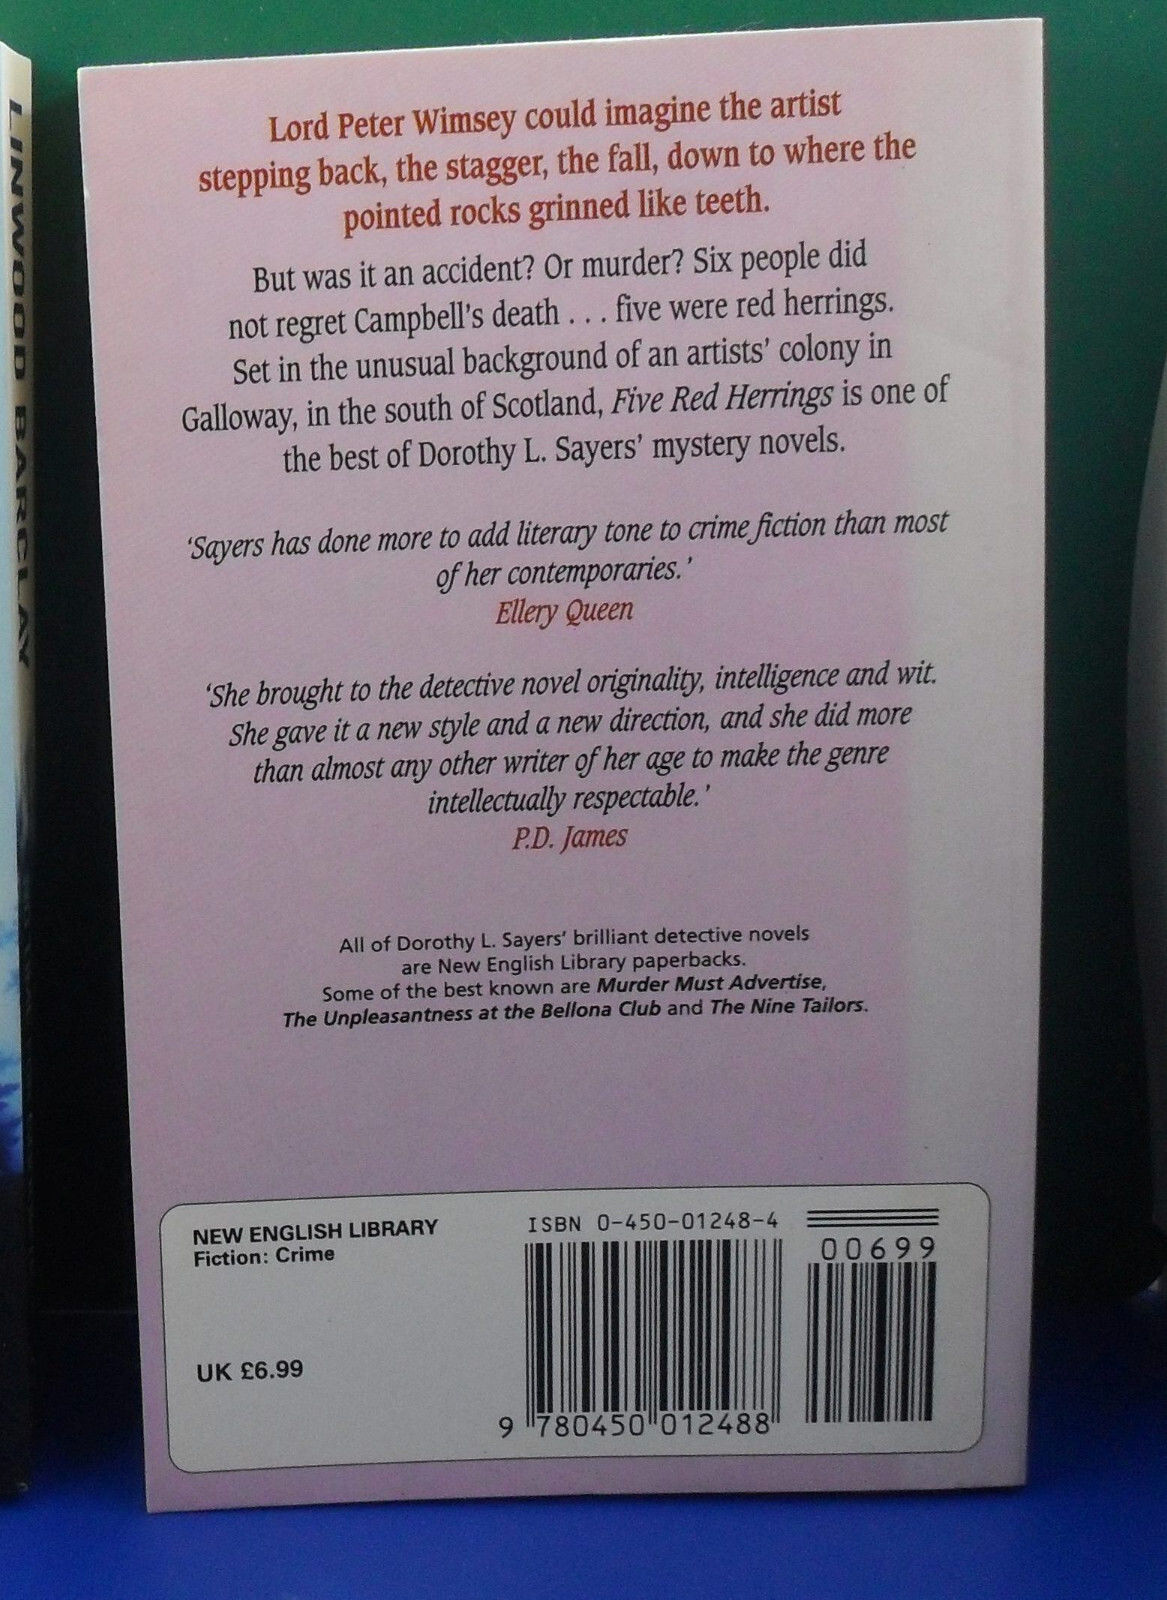 LINWOOD BARCLAY
Lord Peter Wimsey could imagine the artist
stepping back, the stagger, the fall, down to where the
pointed rocks grinned like teeth.
But was it an accident? Or murder? Six people did
not regret Campbell's death . . . five were red herrings.
Set in the unusual background of an artists' colony in
Galloway, in the south of Scotland, Five Red Herrings is one of
the best of Dorothy L. Sayers' mystery novels.
'Sayers has done more to add literary tone to crime fiction than most
of her contemporaries.'
Ellery Queen
'She brought to the detective novel originality, intelligence and wit.
She gave it a new style and a new direction, and she did more
than almost any other writer of her age to make the genre
intellectually respectable.'
P.D. James
All of Dorothy L. Sayers' brilliant detective novels
are New English Library paperbacks.
Some of the best known are Murder Must Advertise,
The Unpleasantness at the Bellona Club and The Nine Tailors.
NEW ENGLISH LIBRARY
Fiction: Crime
UK £6.99
ISBN 0-450-01248-4
00699
9 780450 012488